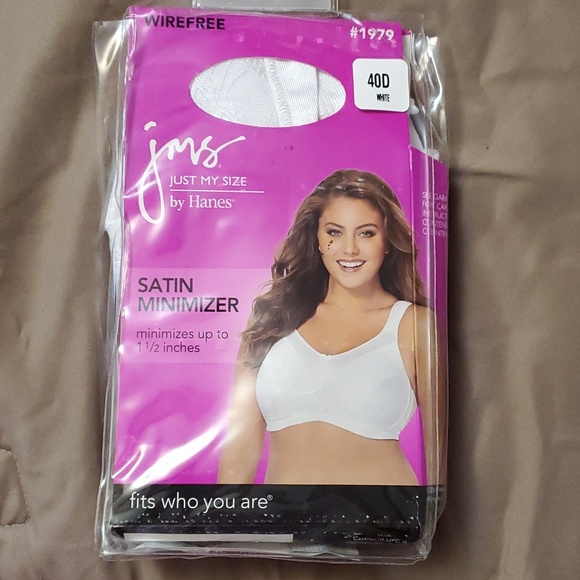 WIREFREE
#1979
40D
WHITE
jms.
JUST MY SIZE
by Hanes®
SATIN
MINIMIZER
minimizes up to
1 1/2 inches
fits who you are®